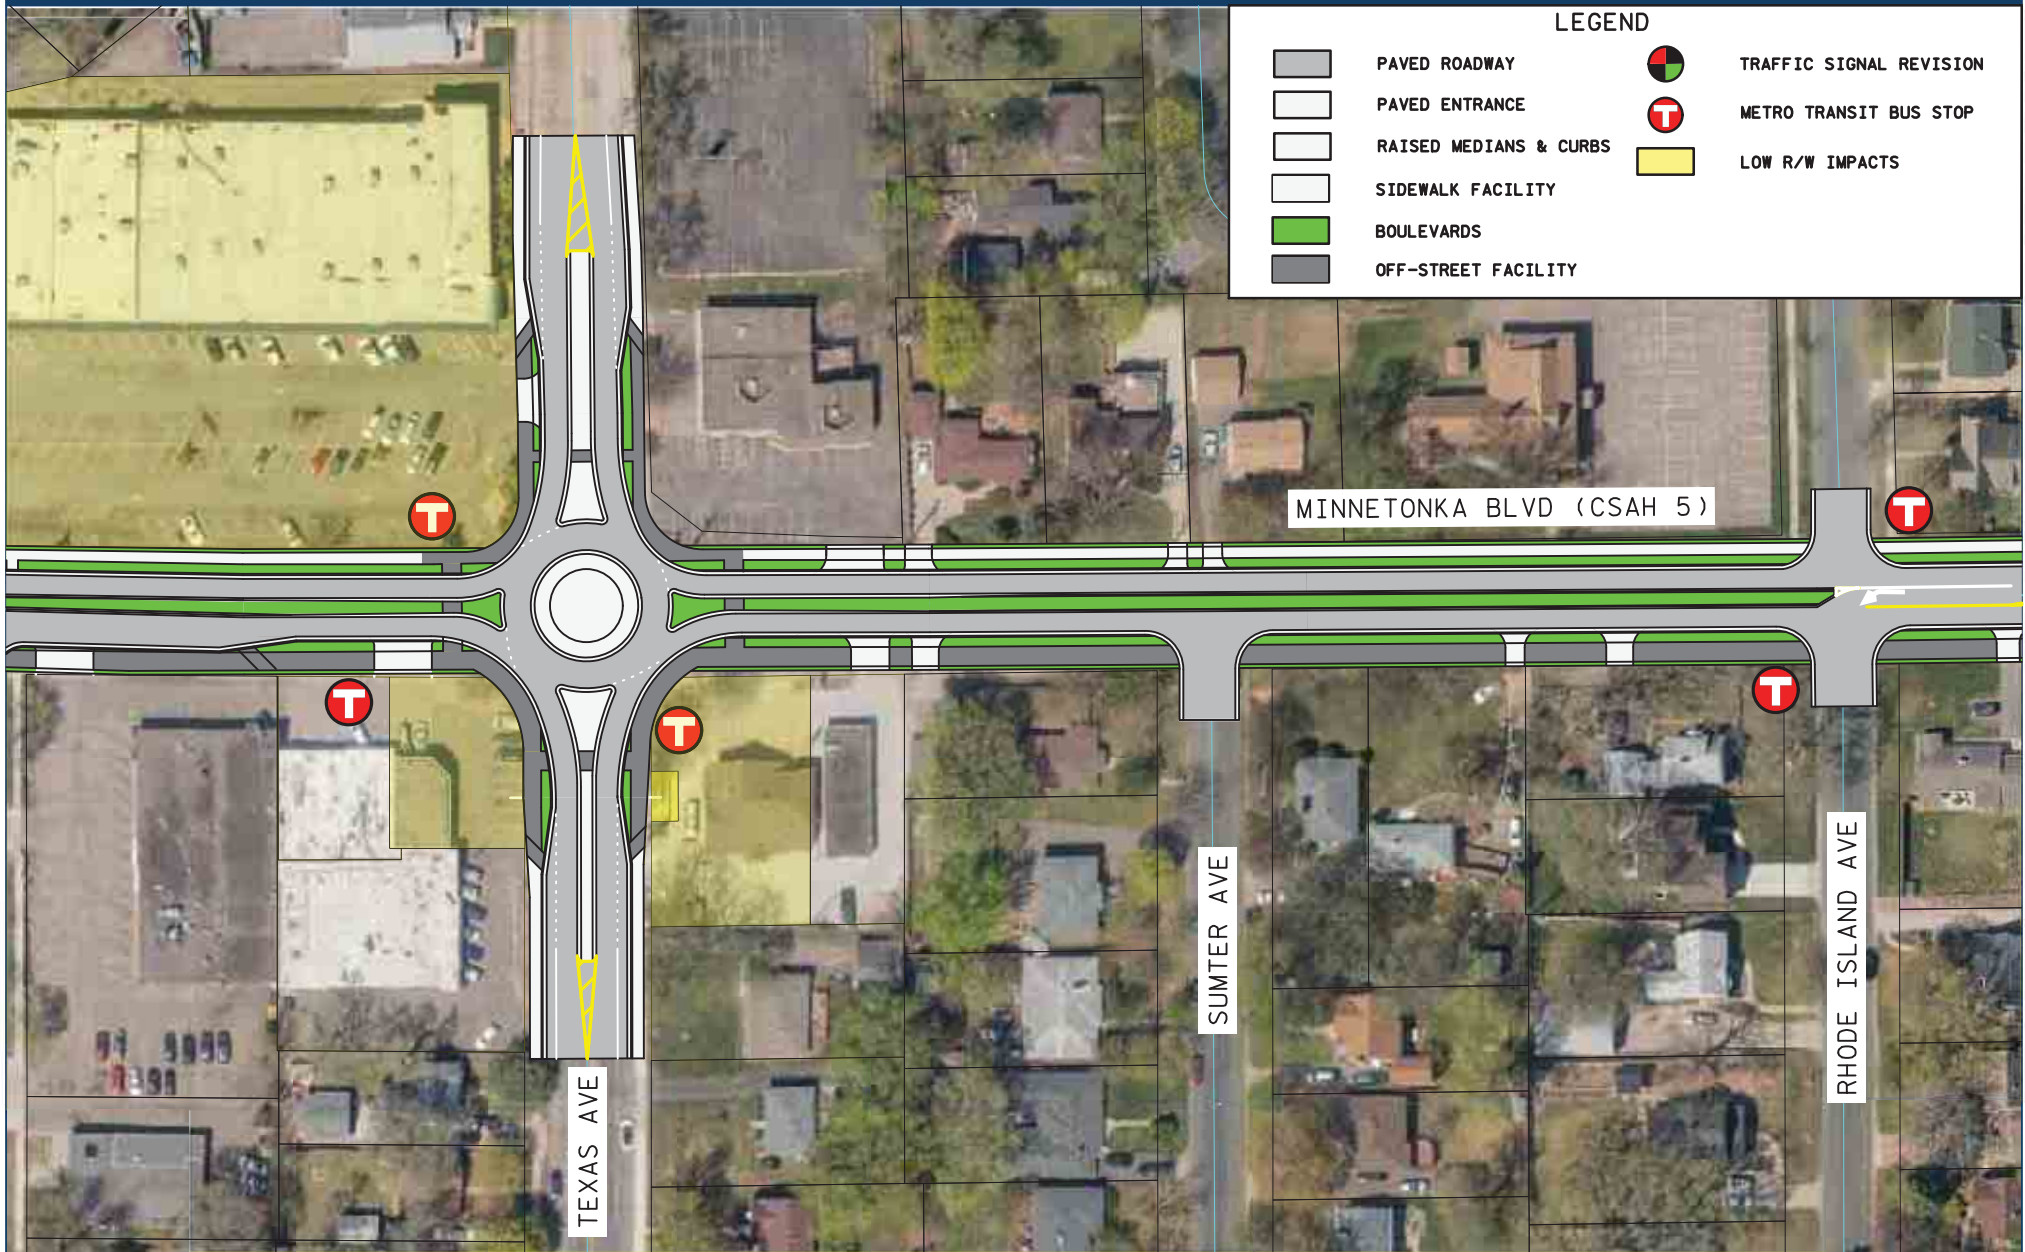 LEGEND
PAVED ROADWAY
PAVED ENTRANCE
RAISED MEDIANS & CURBS
SIDEWALK FACILITY
BOULEVARDS
OFF-STREET FACILITY
TRAFFIC SIGNAL REVISION
T METRO TRANSIT BUS STOP
LOW R/W IMPACTS
MINNETONKA BLVD (CSAH 5)
T
T
T
T
T
SUMTER AVE
RHODE ISLAND AVE
TEXAS AVE